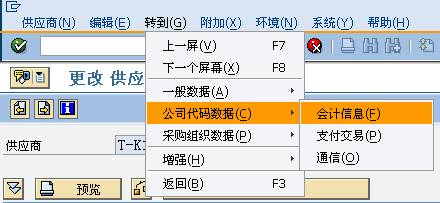 供应商(N) 编辑(E) 转到(G) 附加(X) 环境(N) 系统(Y) 帮助(H)
上一屏(V) F7
下一个屏幕(X) F8
一般数据(A)
公司代码数据(C)
采购组织数据(P)
增强(H)
返回(B) F3
会计信息(F)
支付交易(P)
通信(O)
更改 供应
供应商 T-K
预览